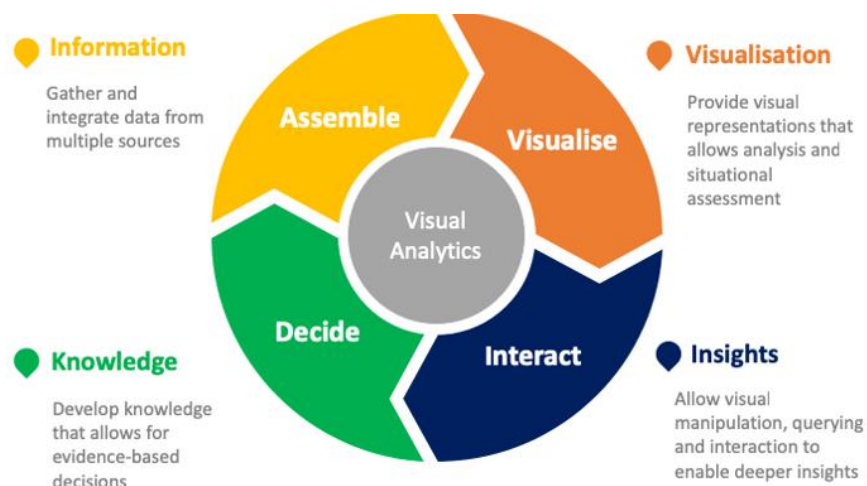 Information
Gather and
integrate data from
multiple sources
Assemble
Visualise
Visualisation
Provide visual
representations that
allows analysis and
situational
assessment
Visual
Analytics
Decide
Interact
Knowledge
Develop knowledge
that allows for
evidence-based
decisions
Insights
Allow visual
manipulation, querying
and interaction to
enable deeper insights